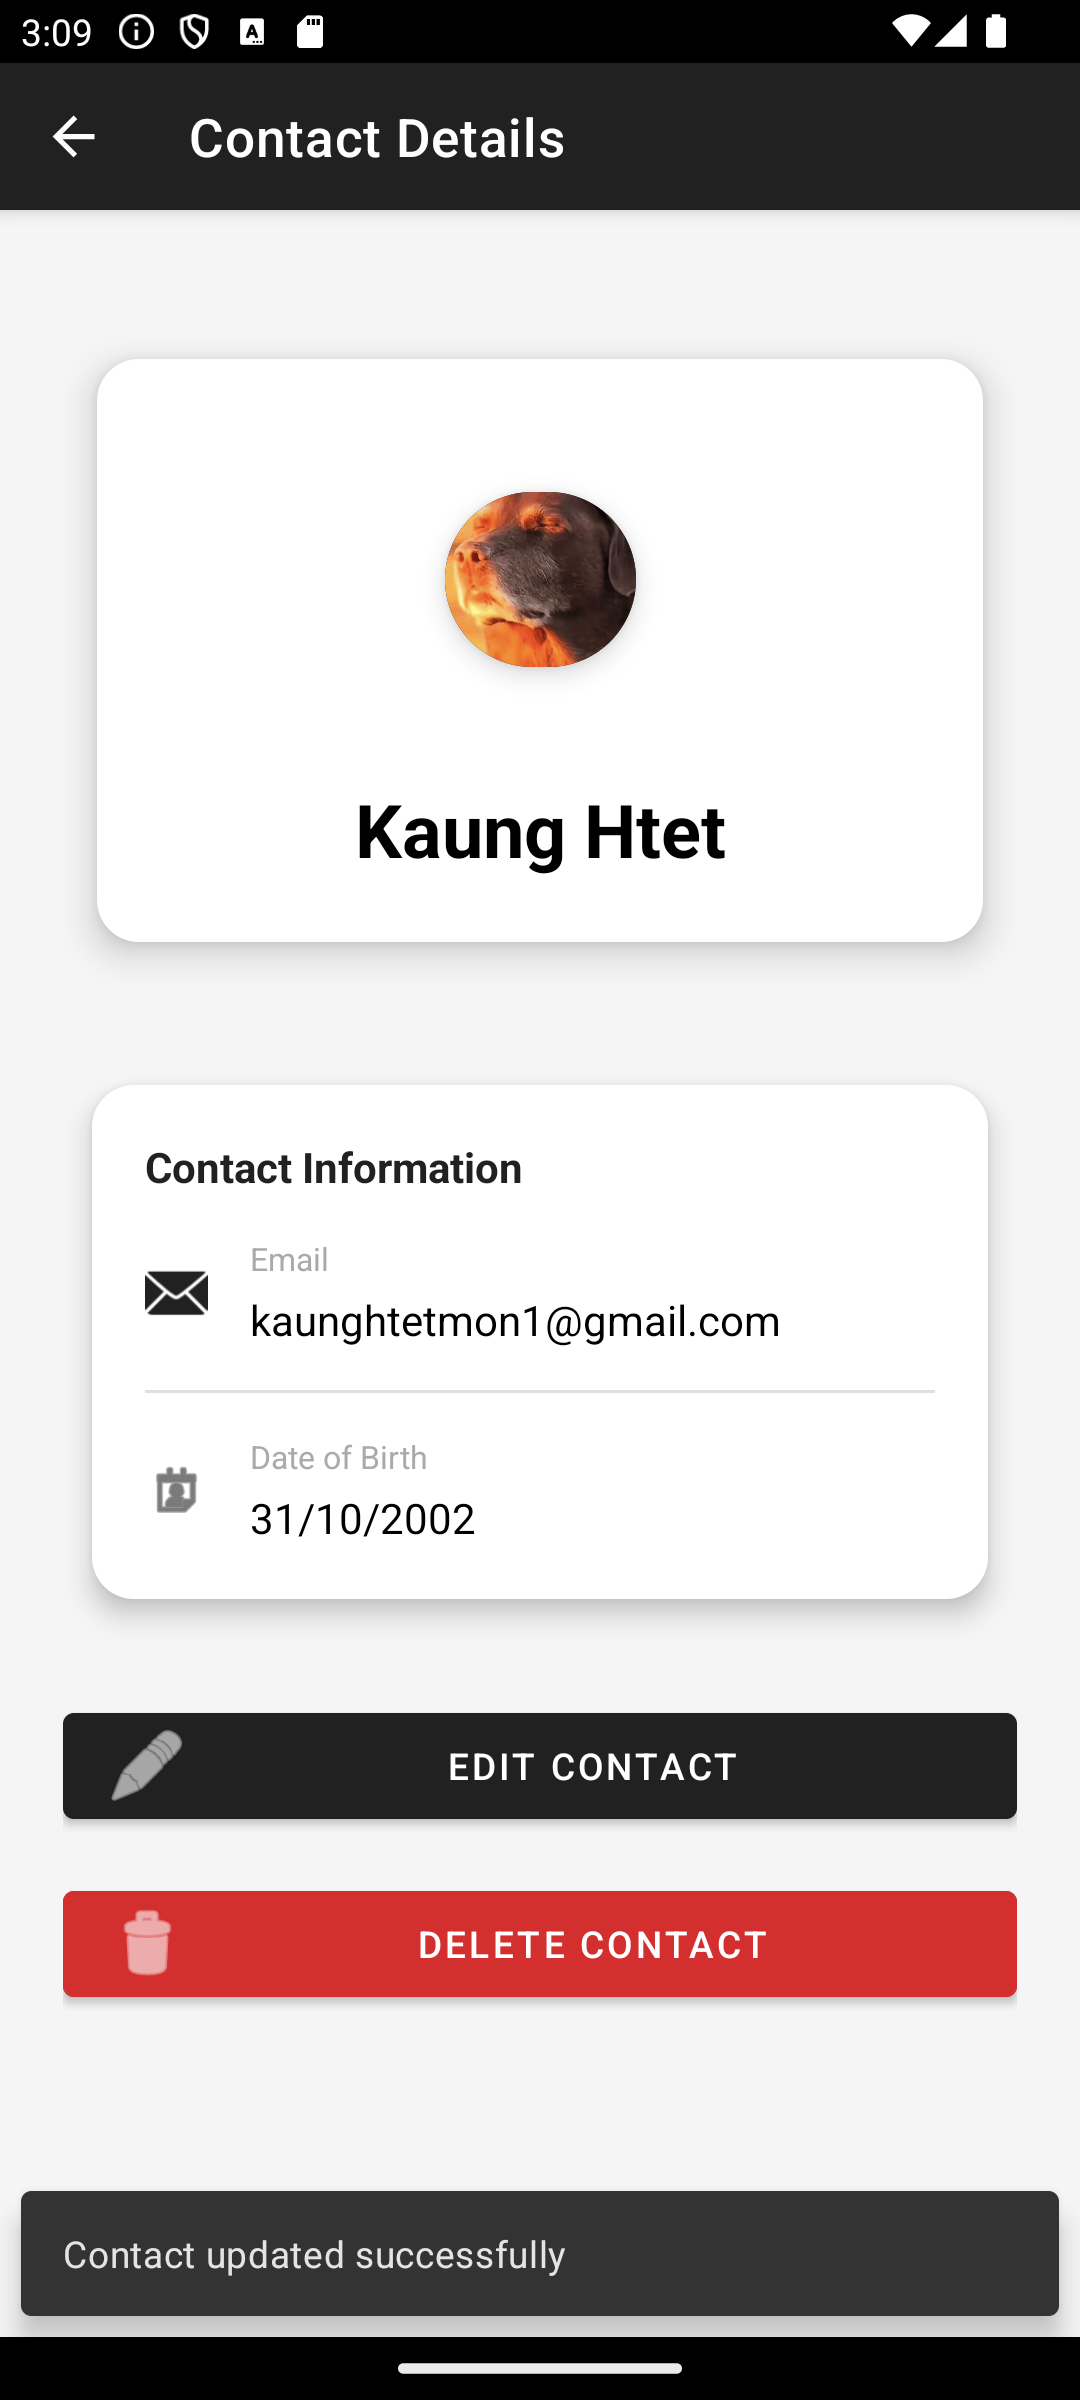 3:09
Contact Details
Kaung Htet
Contact Information
Email
kaunghtetmon1@gmail.com
Date of Birth
31/10/2002
EDIT CONTACT
DELETE CONTACT
Contact updated successfully